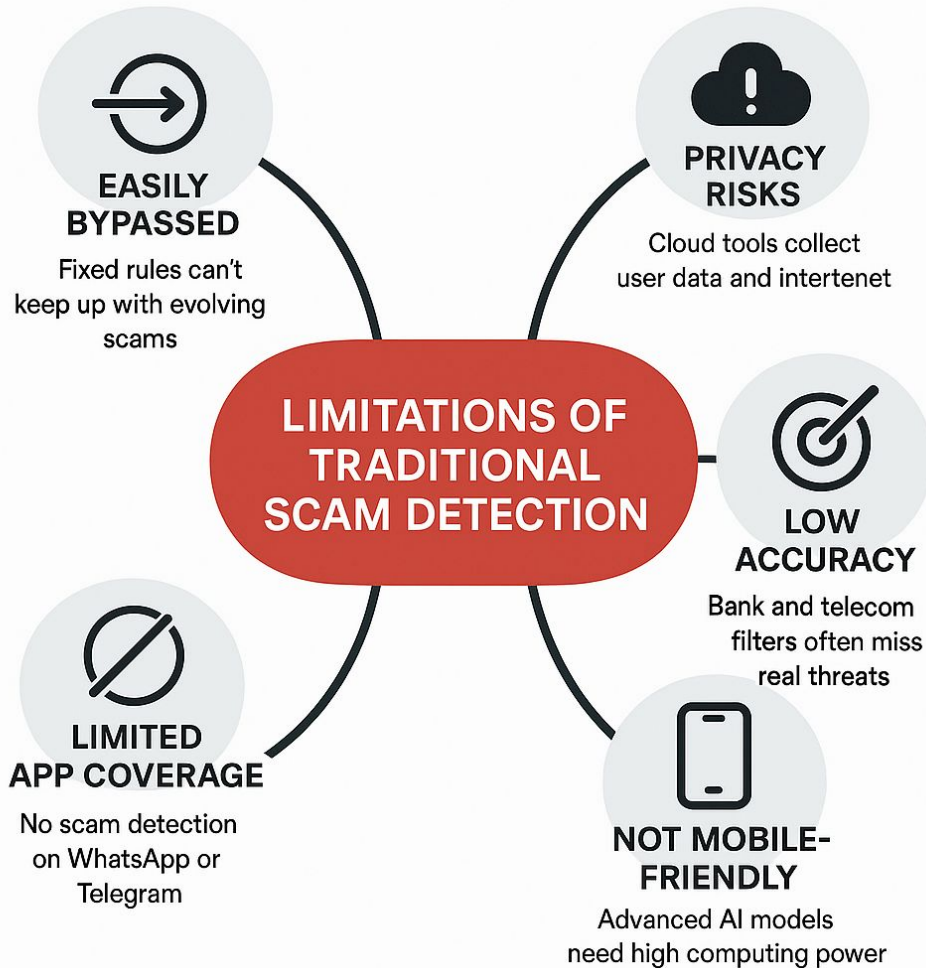 EASILY
BYPASSED
Fixed rules can't
keep up with evolving
scams
PRIVACY
RISKS
Cloud tools collect
user data and intertenet
LIMITATIONS OF
TRADITIONAL
SCAM DETECTION
LOW
ACCURACY
Bank and telecom
filters often miss
real threats
LIMITED
APP COVERAGE
No scam detection
on WhatsApp or
Telegram
NOT MOBILE-
FRIENDLY
Advanced AI models
need high computing power